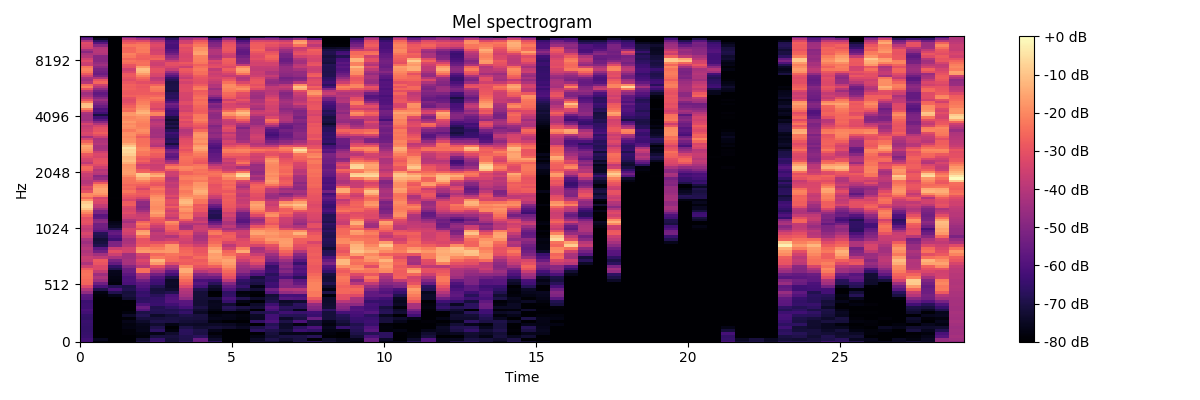 Mel spectrogram
8192
4096
2048
1024
512
0
Hz
0 5 10 15 20 25
Time
+0 dB
-10 dB
-20 dB
-30 dB
-40 dB
-50 dB
-60 dB
-70 dB
-80 dB